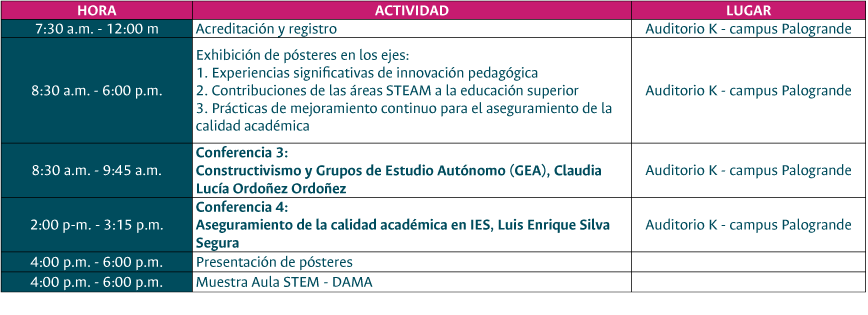 HORA ACTIVIDAD LUGAR
7:30 a.m. - 12:00 m Acreditación y registro Auditorio K - campus Palogrande
Exhibición de pósteres en los ejes:
1. Experiencias significativas de innovación pedagógica
8:30 a.m. - 6:00 p.m. 2. Contribuciones de las áreas STEAM a la educación superior Auditorio K - campus Palogrande
3. Prácticas de mejoramiento continuo para el aseguramiento de la
calidad académica
Conferencia 3:
8:30 a.m. - 9:45 a.m. Constructivismo y Grupos de Estudio Autónomo (GEA), Claudia Auditorio K - campus Palogrande
Lucía Ordoñez Ordoñez
Conferencia 4:
2:00 p-m. - 3:15 p.m. Aseguramiento de la calidad académica en IES, Luis Enrique Silva Auditorio K - campus Palogrande
Segura
4:00 p.m. - 6:00 p.m. Presentación de pósteres
4:00 p.m. - 6:00 p.m. Muestra Aula STEM - DAMA